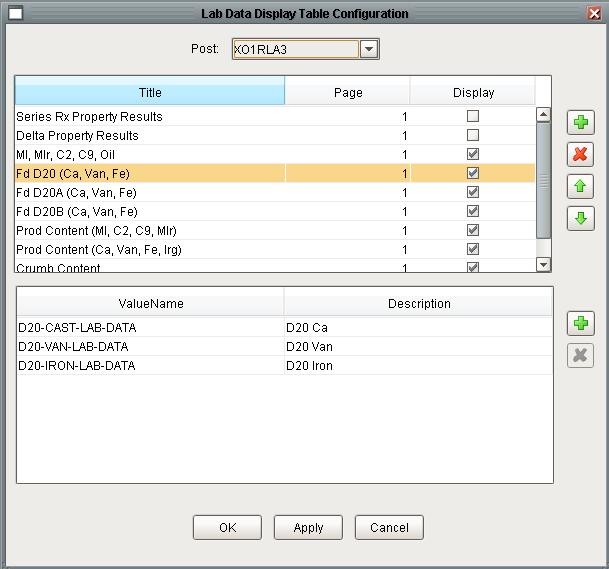 Lab Data Display Table Configuration
Post: XO1RLA3
Title Page Display
Series Rx Property Results 1
Delta Property Results 1
MI, MIr, C2, C9, Oil 1
Fd D20 (Ca, Van, Fe) 1
Fd D20A (Ca, Van, Fe) 1
Fd D20B (Ca, Van, Fe) 1
Prod Content (MI, C2, C9, MIr) 1
Prod Content (Ca, Van, Fe, Irg) 1
Crumb Content 1
ValueName Description
D20-CAST-LAB-DATA D20 Ca
D20-VAN-LAB-DATA D20 Van
D20-IRON-LAB-DATA D20 Iron
OK Apply Cancel